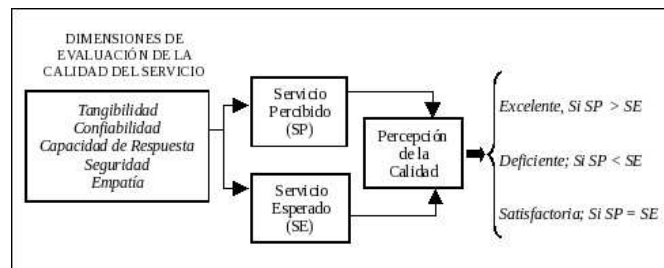 DIMENSIONES DE
EVALUACIÓN DE LA
CALIDAD DEL SERVICIO
Tangibilidad
Confiabilidad
Capacidad de Respuesta
Seguridad
Empatía
Servicio
Percibido
(SP)
Servicio
Esperado
(SE)
Percepción
de la
Calidad
Excelente, Si SP > SE
Deficiente; Si SP < SE
Satisfactoria; Si SP = SE